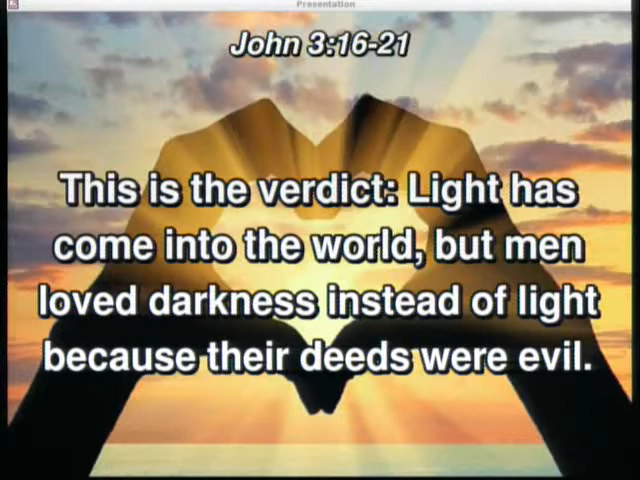 Presentation
John 3:16-21
This is the verdict: Light has
come into the world, but men
loved darkness instead of light
because their deeds were evil.